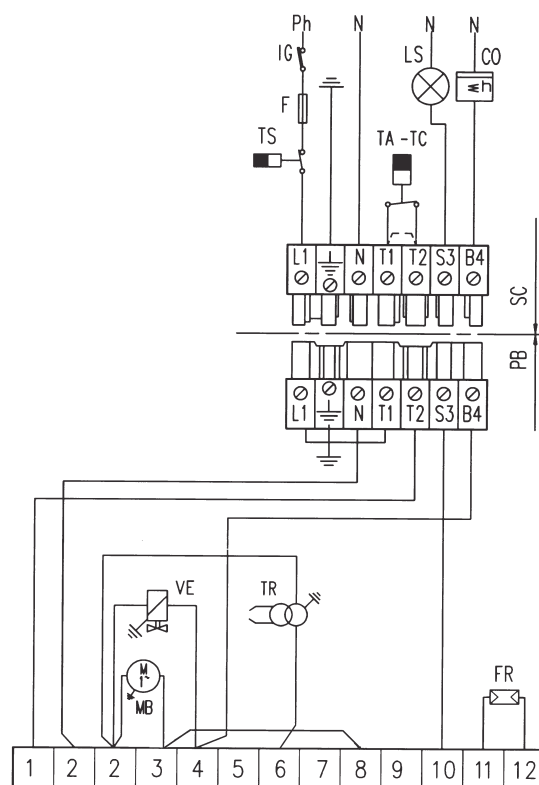 Ph N N N
IG LS CO
h
F
TS TA -TC
L1 N T1 T2 S3 B4
SC
PB
L1 N T1 T2 S3 B4
VE TR
M
1~
MB
FR
1 2 2 3 4 5 6 7 8 9 10 11 12